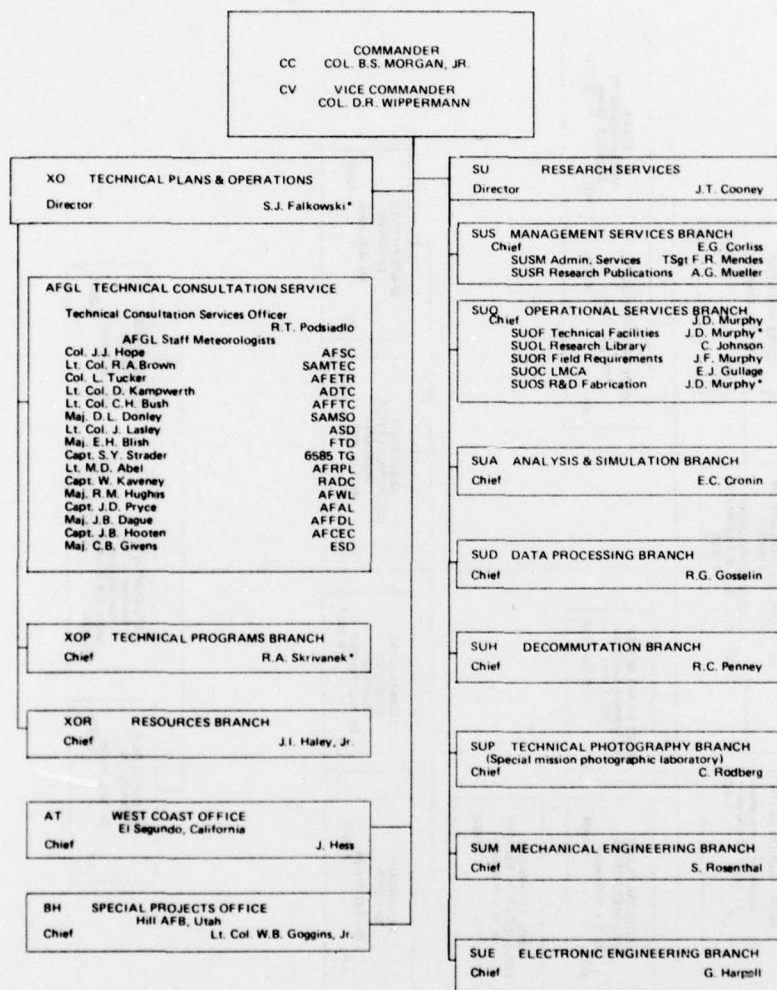 COMMANDER
CC COL. B.S. MORGAN, JR.
CV VICE COMMANDER
COL. D.R. WIPPERMANN
XO TECHNICAL PLANS & OPERATIONS
Director S.J. Falkowski*
AFGL TECHNICAL CONSULTATION SERVICE
Technical Consultation Services Officer
R.T. Podsiadlo
AFGL Staff Meteorologists
Col. J.J. Hope AFSC
Lt. Col. R.A.Brown SAMTEC
Col. L. Tucker AFETR
Lt. Col. D. Kampwerth ADTC
Lt. Col. C.H. Bush AFFTC
Maj. D.L. Donley SAMSO
Lt. Col. J. Lasley ASD
Maj. E.H. Blish FTD
Capt. S.Y. Strader 6585 TG
Lt. M.D. Abel AFRPL
Capt. W. Kaveney RADC
Maj. R.M. Hughes AFWL
Capt. J.D. Pryce AFAL
Maj. J.B. Dague AFFDL
Capt. J.B. Hooten AFCEC
Maj. C.B. Givens ESD
XOP TECHNICAL PROGRAMS BRANCH
Chief R.A. Skrivanek*
XOR RESOURCES BRANCH
Chief J.I. Haley, Jr.
AT WEST COAST OFFICE
El Segundo, California
Chief J. Hess
BH SPECIAL PROJECTS OFFICE
Hill AFB, Utah
Chief Lt. Col. W.B. Goggins, Jr.
SU RESEARCH SERVICES
Director J.T. Cooney
SUS MANAGEMENT SERVICES BRANCH
Chief E.G. Corliss
SUSM Admin. Services TSgt F.R. Mendes
SUSR Research Publications A.G. Mueller
SUO OPERATIONAL SERVICES BRANCH
Chief J.D. Murphy
SUOF Technical Facilities J.D. Murphy*
SUOL Research Library C. Johnson
SUOR Field Requirements J.F. Murphy
SUOC LMCA E.J. Gullage
SUOS R&D Fabrication J.D. Murphy*
SUA ANALYSIS & SIMULATION BRANCH
Chief E.C. Cronin
SUD DATA PROCESSING BRANCH
Chief R.G. Gosselin
SUH DECOMMUTATION BRANCH
Chief R.C. Penney
SUP TECHNICAL PHOTOGRAPHY BRANCH
(Special mission photographic laboratory)
Chief C. Rodberg
SUM MECHANICAL ENGINEERING BRANCH
Chief S. Rosenthal
SUE ELECTRONIC ENGINEERING BRANCH
Chief G. Harpell